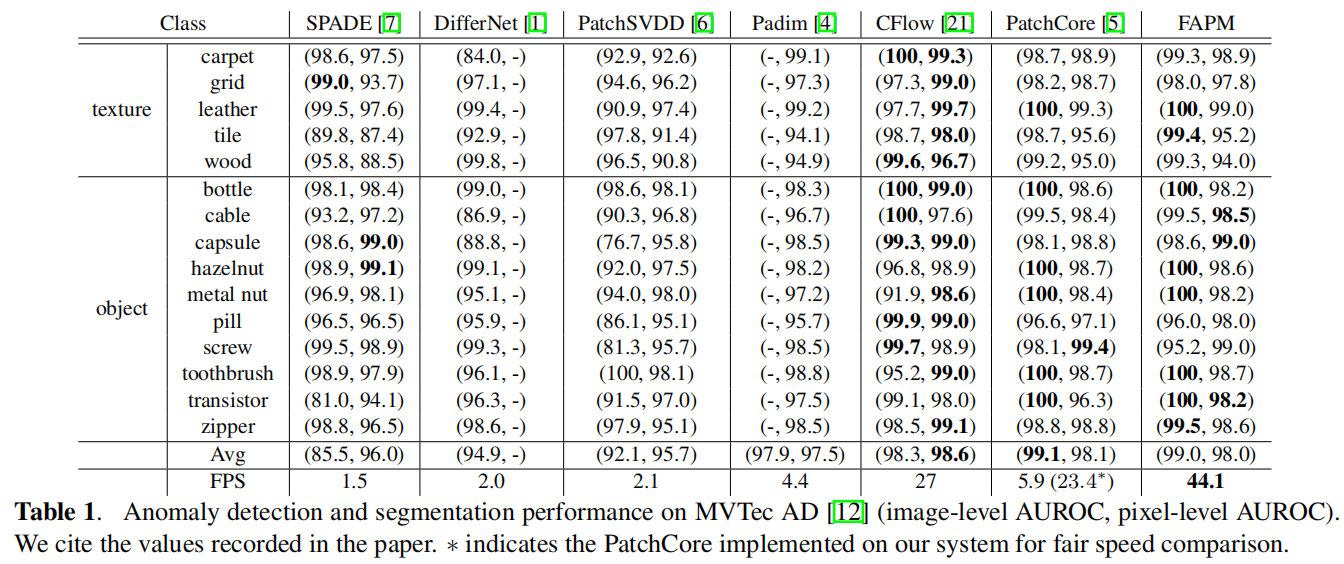 Class SPADE [7] DifferNet [1] PatchSVDD [6] Padim [4] CFlow [21] PatchCore [5] FAPM
carpet (98.6, 97.5) (84.0, -) (92.9, 92.6) (-, 99.1) (100, 99.3) (98.7, 98.9) (99.3, 98.9)
grid (99.0, 93.7) (97.1, -) (94.6, 96.2) (-, 97.3) (97.3, 99.0) (98.2, 98.7) (98.0, 97.8)
texture leather (99.5, 97.6) (99.4, -) (90.9, 97.4) (-, 99.2) (97.7, 99.7) (100, 99.3) (100, 99.0)
tile (89.8, 87.4) (92.9, -) (97.8, 91.4) (-, 94.1) (98.7, 98.0) (98.7, 95.6) (99.4, 95.2)
wood (95.8, 88.5) (99.8, -) (96.5, 90.8) (-, 94.9) (99.6, 96.7) (99.2, 95.0) (99.3, 94.0)
bottle (98.1, 98.4) (99.0, -) (98.6, 98.1) (-, 98.3) (100, 99.0) (100, 98.6) (100, 98.2)
cable (93.2, 97.2) (86.9, -) (90.3, 96.8) (-, 96.7) (100, 97.6) (99.5, 98.4) (99.5, 98.5)
capsule (98.6, 99.0) (88.8, -) (76.7, 95.8) (-, 98.5) (99.3, 99.0) (98.1, 98.8) (98.6, 99.0)
hazelnut (98.9, 99.1) (99.1, -) (92.0, 97.5) (-, 98.2) (96.8, 98.9) (100, 98.7) (100, 98.6)
object metal nut (96.9, 98.1) (95.1, -) (94.0, 98.0) (-, 97.2) (91.9, 98.6) (100, 98.4) (100, 98.2)
pill (96.5, 96.5) (95.9, -) (86.1, 95.1) (-, 95.7) (99.9, 99.0) (96.6, 97.1) (96.0, 98.0)
screw (99.5, 98.9) (99.3, -) (81.3, 95.7) (-, 98.5) (99.7, 98.9) (98.1, 99.4) (95.2, 99.0)
toothbrush (98.9, 97.9) (96.1, -) (100, 98.1) (-, 98.8) (95.2, 99.0) (100, 98.7) (100, 98.7)
transistor (81.0, 94.1) (96.3, -) (91.5, 97.0) (-, 97.5) (99.1, 98.0) (100, 96.3) (100, 98.2)
zipper (98.8, 96.5) (98.6, -) (97.9, 95.1) (-, 98.5) (98.5, 99.1) (98.8, 98.8) (99.5, 98.6)
Avg (85.5, 96.0) (94.9, -) (92.1, 95.7) (97.9, 97.5) (98.3, 98.6) (99.1, 98.1) (99.0, 98.0)
FPS 1.5 2.0 2.1 4.4 27 5.9 (23.4*) 44.1
Table 1. Anomaly detection and segmentation performance on MVTec AD [12] (image-level AUROC, pixel-level AUROC).
We cite the values recorded in the paper. * indicates the PatchCore implemented on our system for fair speed comparison.